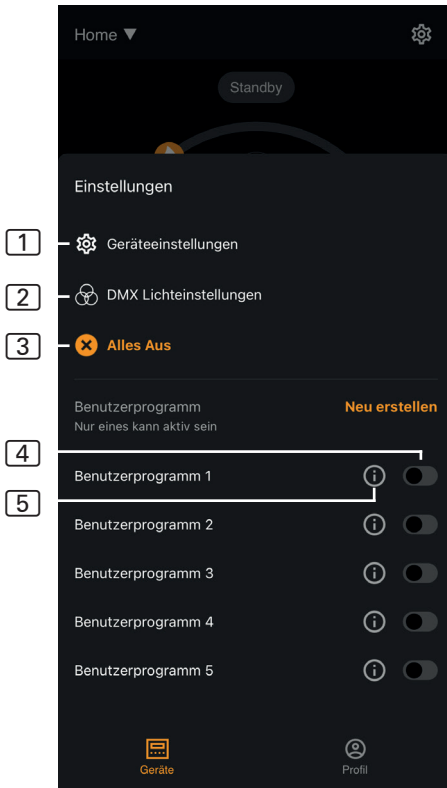 Home ▼
Standby
Einstellungen
1 Geräteeinstellungen
2 DMX Lichteinstellungen
3 Alles Aus
Benutzerprogramm Neu erstellen
Nur eines kann aktiv sein
4
Benutzerprogramm 1
5
Benutzerprogramm 2
Benutzerprogramm 3
Benutzerprogramm 4
Benutzerprogramm 5
Geräte Profil